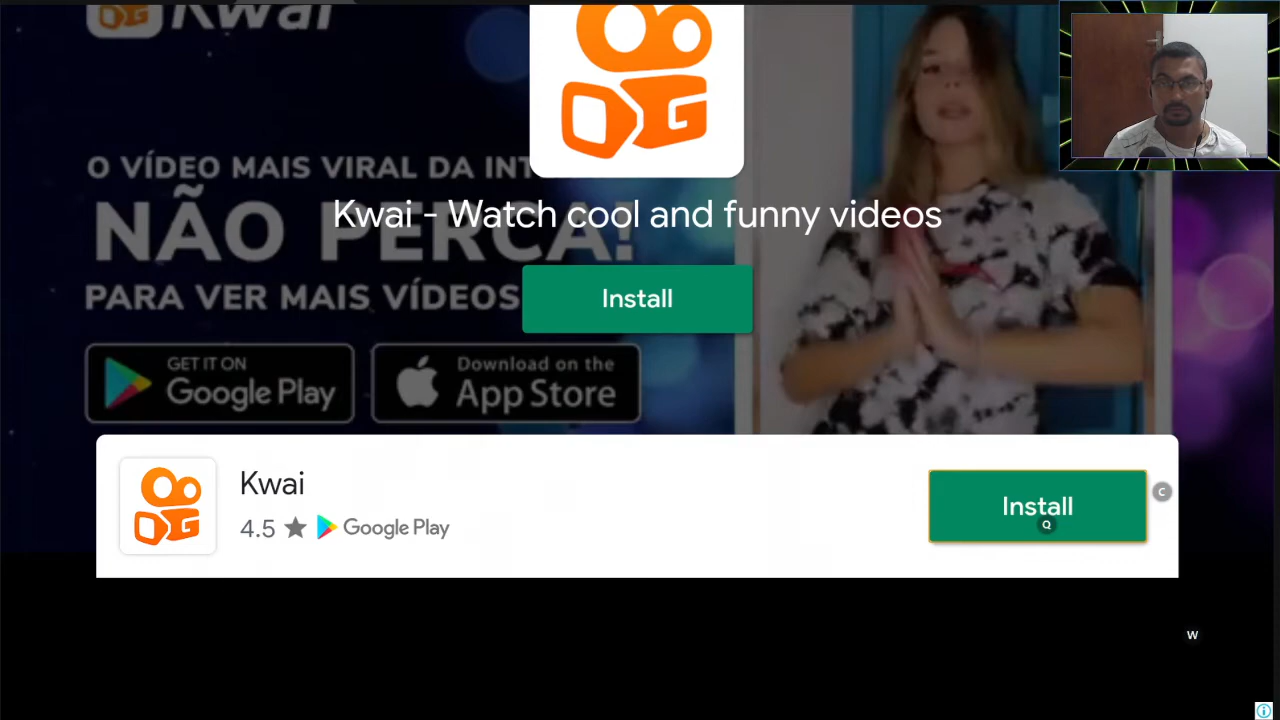 Kwai
O VÍDEO MAIS VIRAL DA INT
NÃO PERCA!
Kwai - Watch cool and funny videos
PARA VER MAIS VÍDEOS
Install
GET IT ON
Google Play
Download on the
App Store
Kwai
4.5 ★ Google Play
Install
C
Q
W